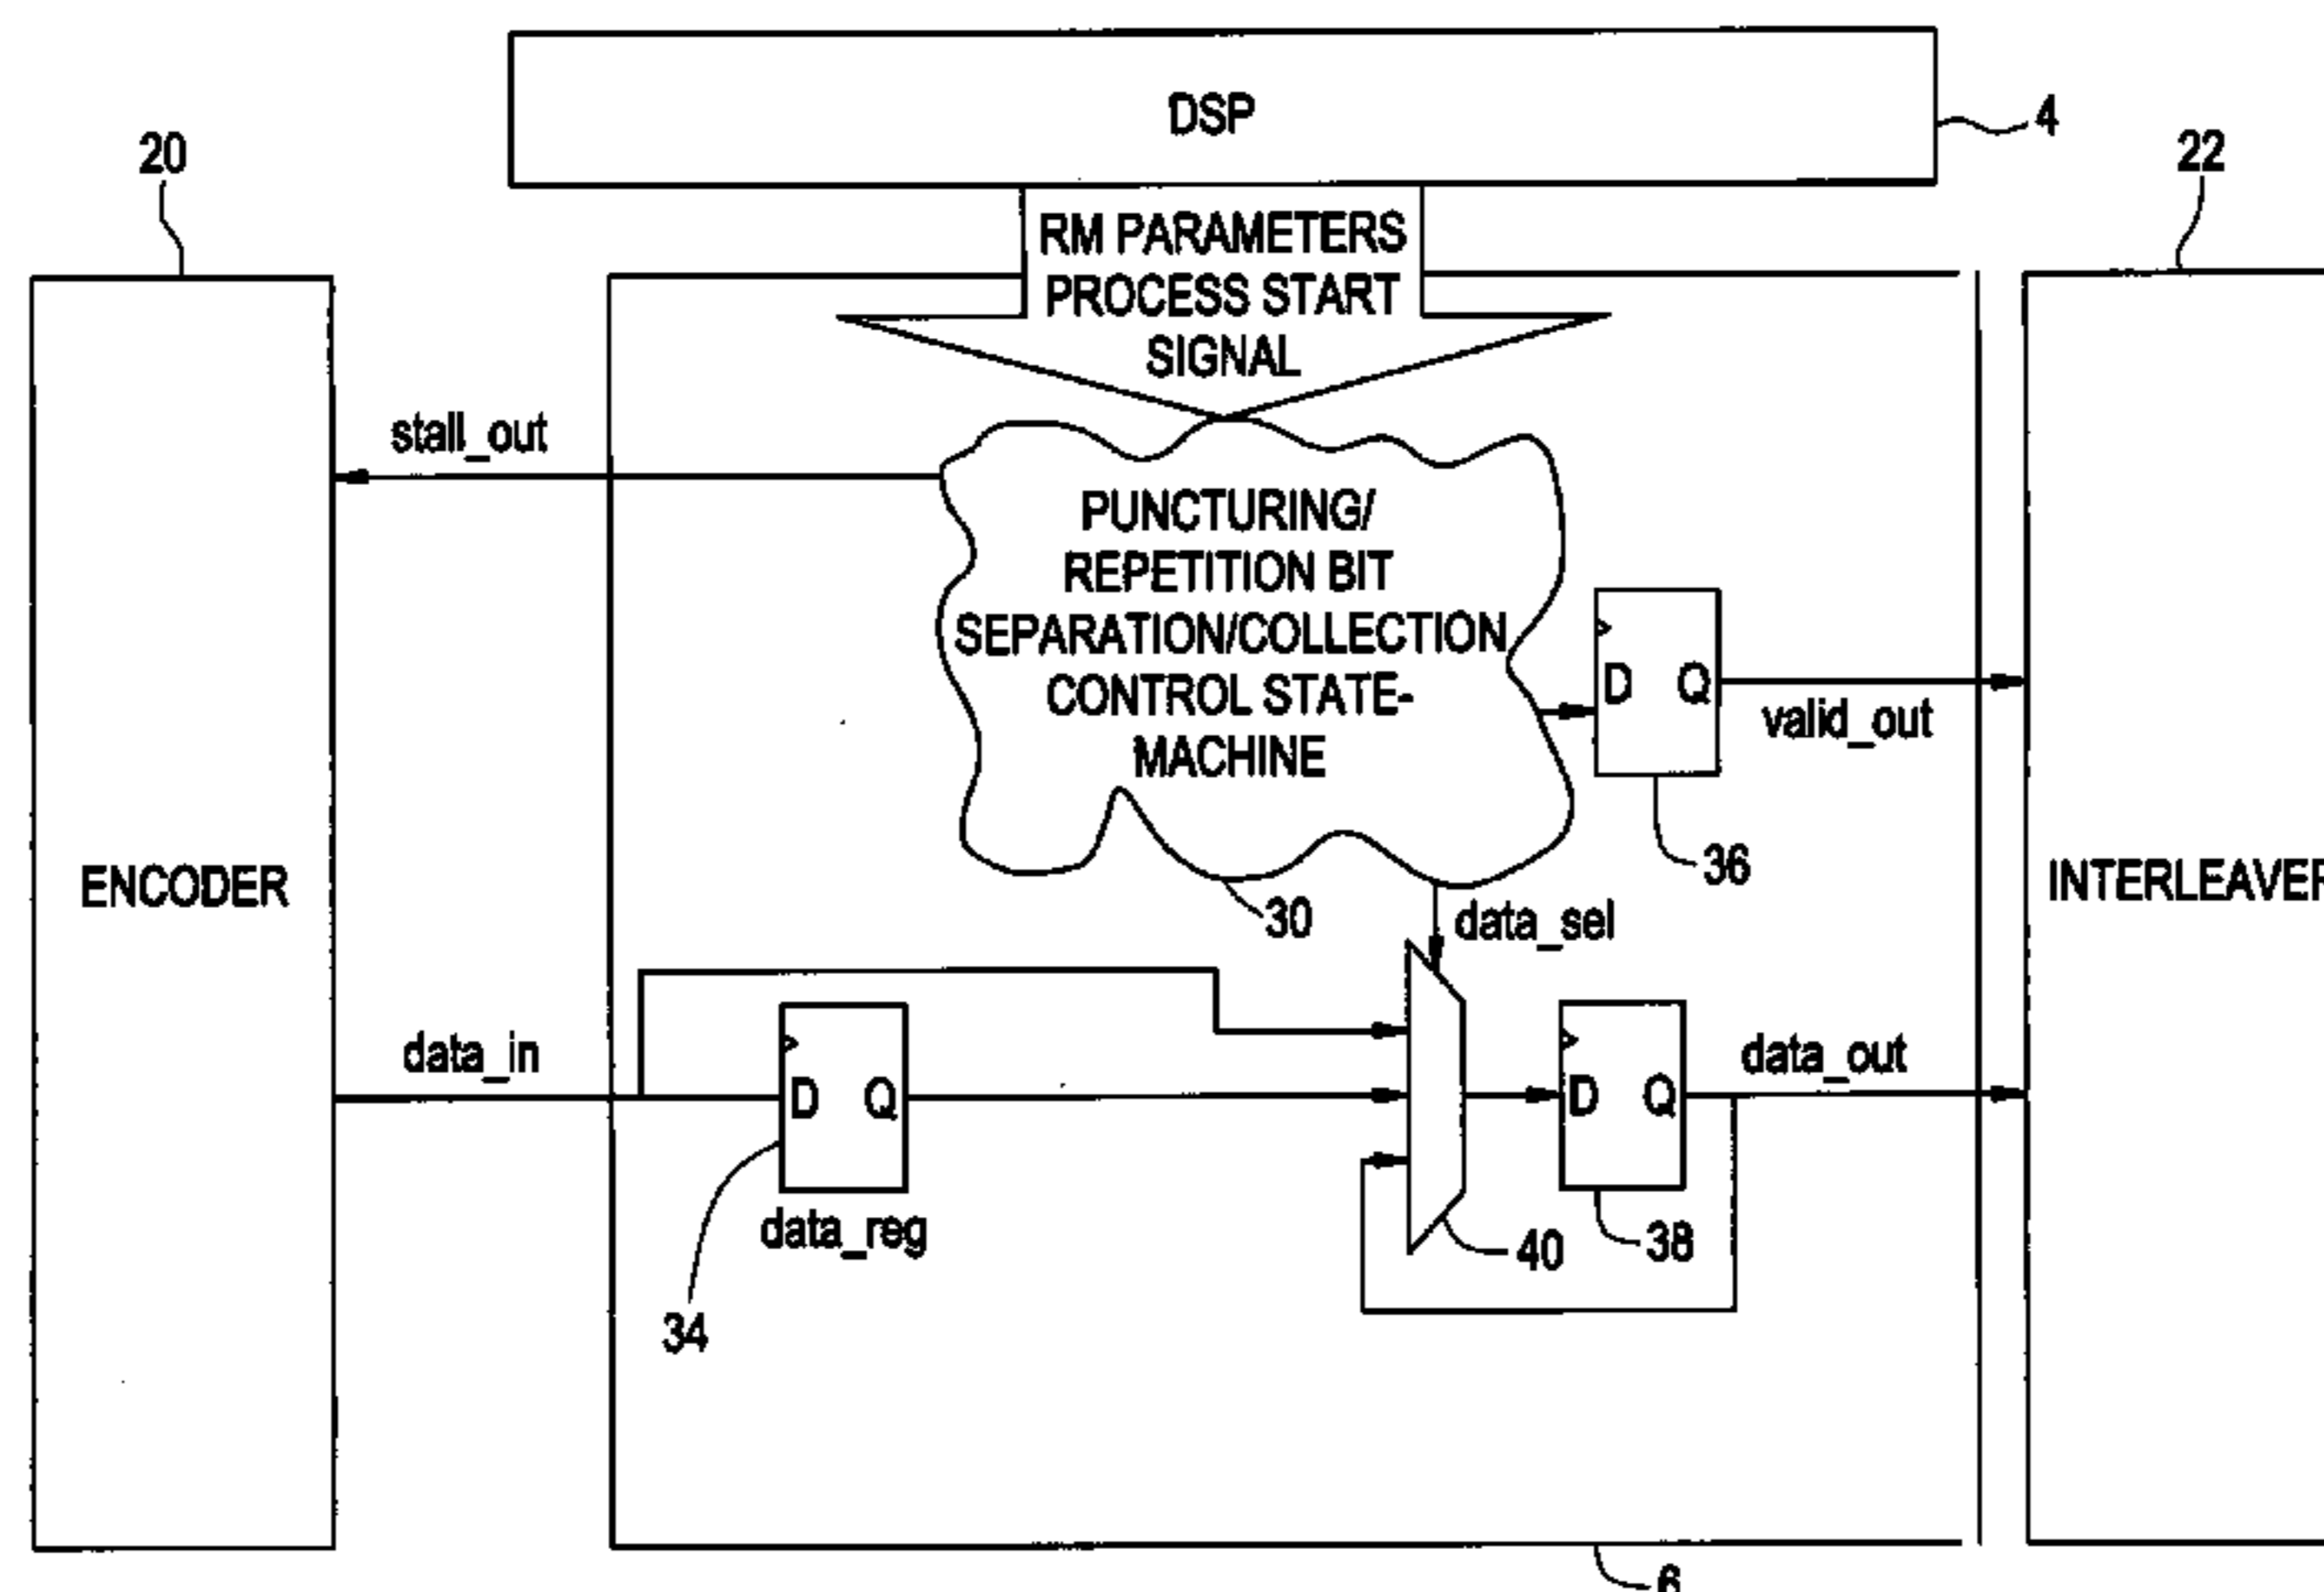 DSP
4
20
22
RM PARAMETERS
PROCESS START
SIGNAL
stall_out
PUNCTURING/
REPETITION BIT
SEPARATION/COLLECTION
CONTROL STATE-
MACHINE
D Q
valid_out
36
ENCODER
INTERLEAVER
30
data_sel
data_in
D Q
data_reg
34
40
D Q
data_out
38
6